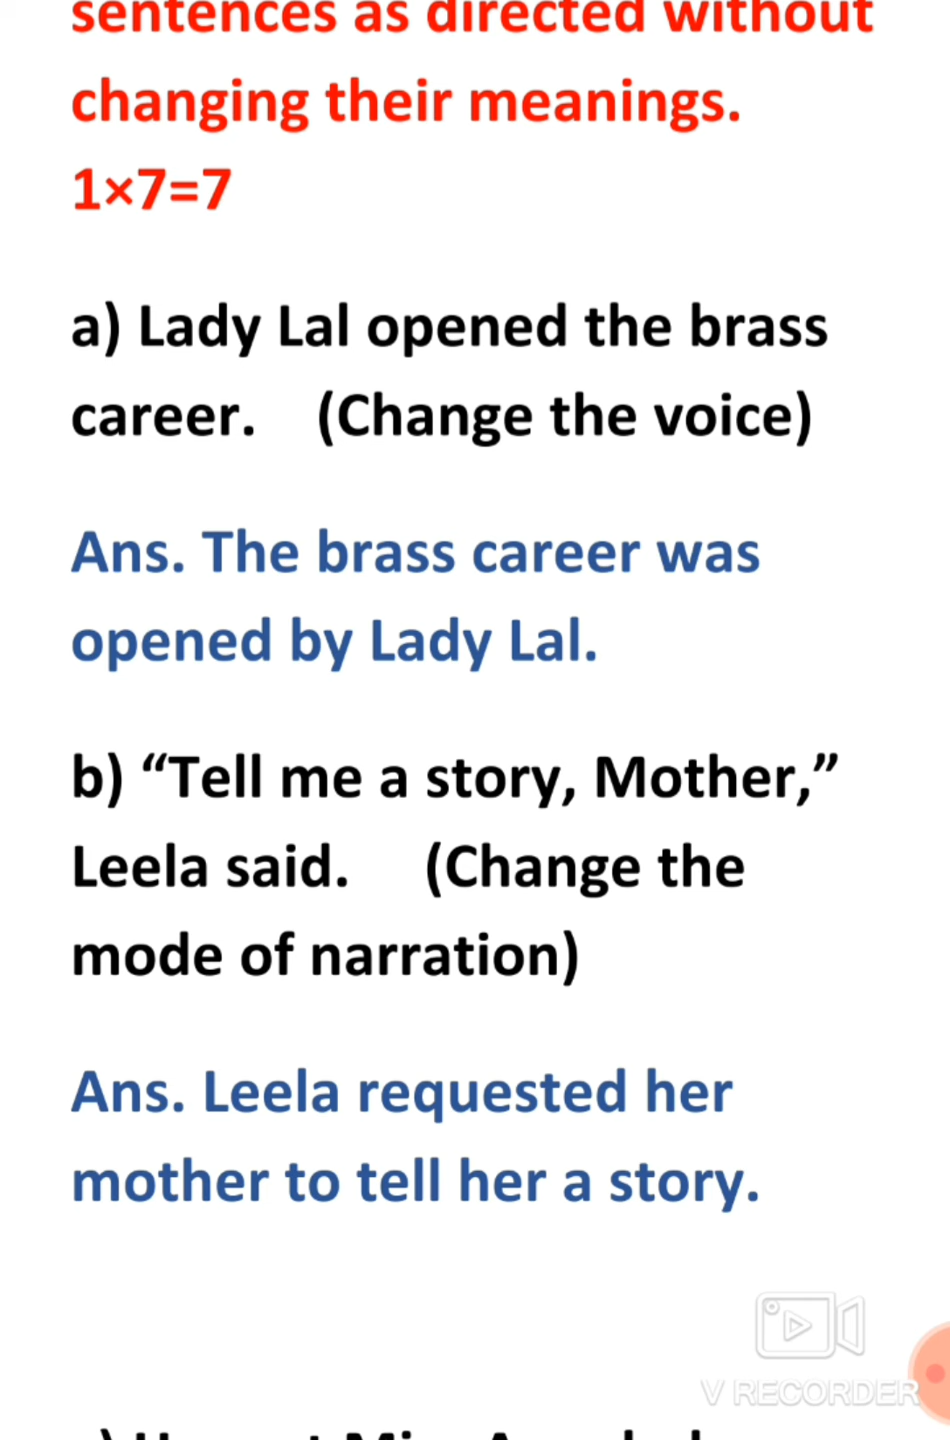 sentences as directed without
changing their meanings.
1×7=7
a) Lady Lal opened the brass
career. (Change the voice)
Ans. The brass career was
opened by Lady Lal.
b) “Tell me a story, Mother,”
Leela said. (Change the
mode of narration)
Ans. Leela requested her
mother to tell her a story.
V RECORDER